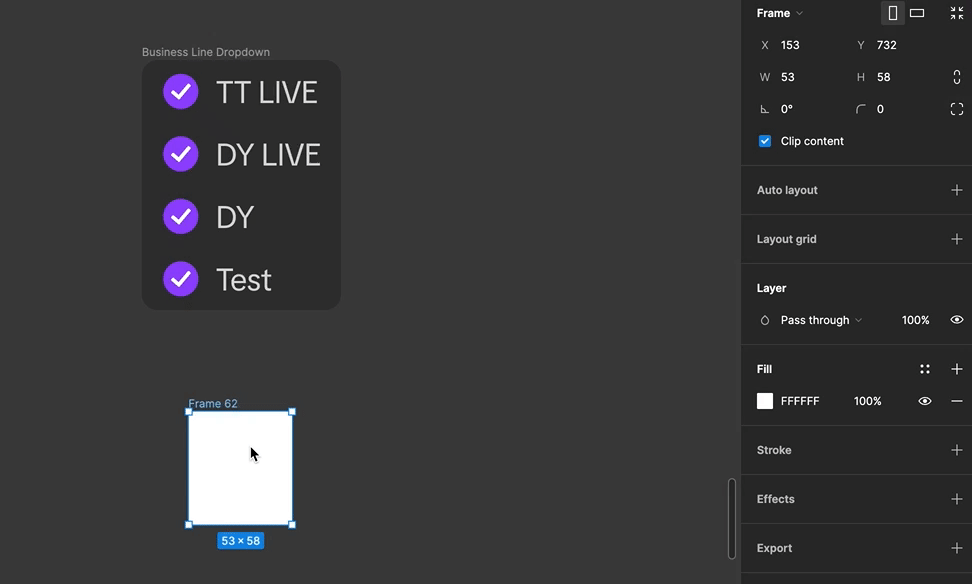 Business Line Dropdown
TT LIVE
DY LIVE
DY
Test
Frame 62
53 × 58
Frame
X 153 Y 732
W 53 H 58
0° 0
Clip content
Auto layout
Layout grid
Layer
Pass through 100%
Fill
FFFFFF 100%
Stroke
Effects
Export